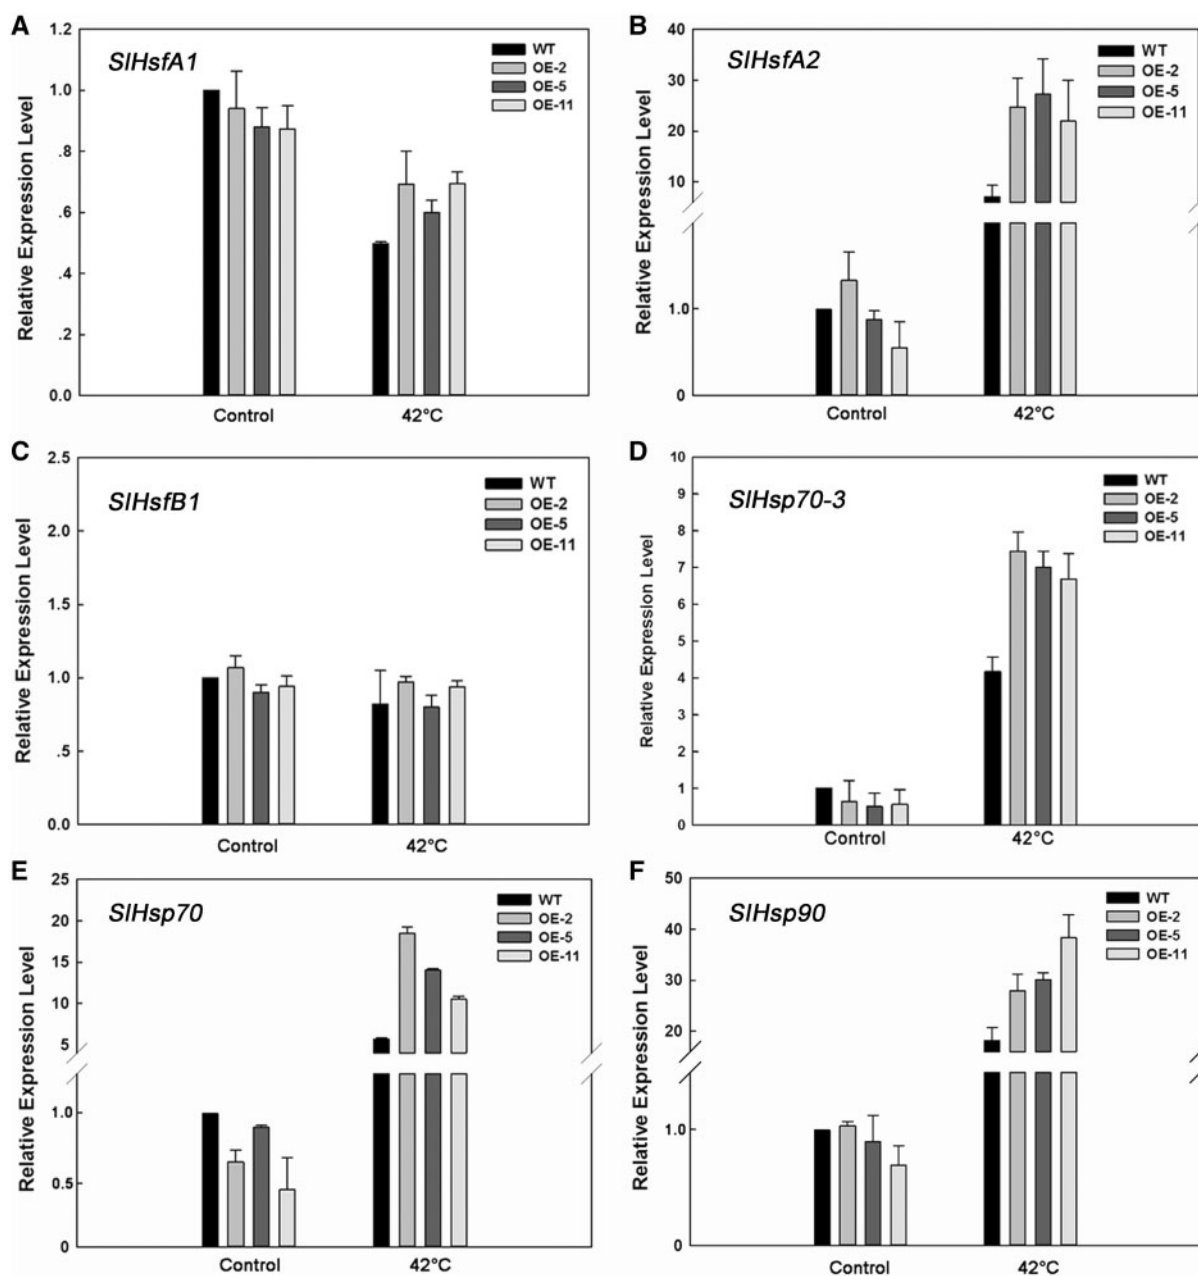 A
SlHsfA1
Relative Expression Level
1.2
1.0
.8
.6
.4
.2
0.0
WT
OE-2
OE-5
OE-11
Control
42°C
B
SlHsfA2
Relative Expression Level
40
30
20
10
1.0
0
WT
OE-2
OE-5
OE-11
Control
42°C
C
SlHsfB1
Relative Expression Level
2.5
2.0
1.5
1.0
.5
0.0
WT
OE-2
OE-5
OE-11
Control
42°C
D
SlHsp70-3
Relative Expression Level
10
9
8
7
6
5
4
3
2
1
0
WT
OE-2
OE-5
OE-11
Control
42°C
E
SlHsp70
Relative Expression Level
25
20
15
10
5
1.0
0.5
0
WT
OE-2
OE-5
OE-11
Control
42°C
F
SlHsp90
Relative Expression Level
50
40
30
20
1.0
0
WT
OE-2
OE-5
OE-11
Control
42°C